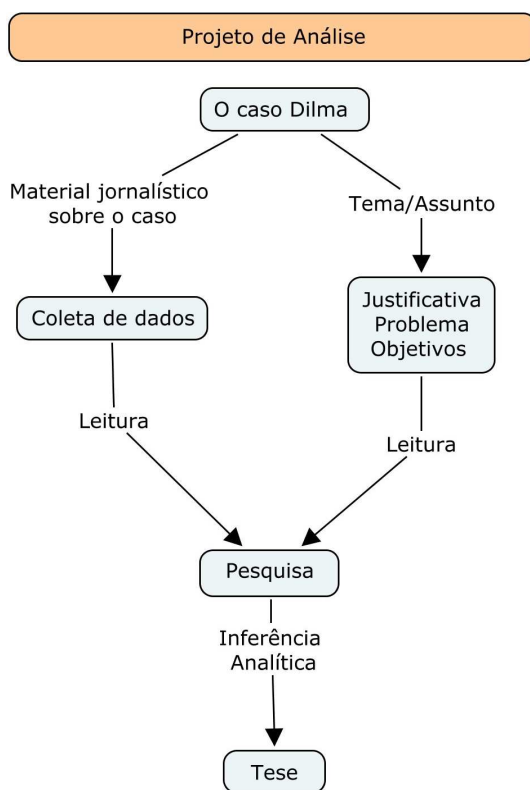 Projeto de Análise
O caso Dilma
Material jornalístico
sobre o caso
Tema/Assunto
Coleta de dados
Justificativa
Problema
Objetivos
Leitura
Leitura
Pesquisa
Inferência
Analítica
Tese